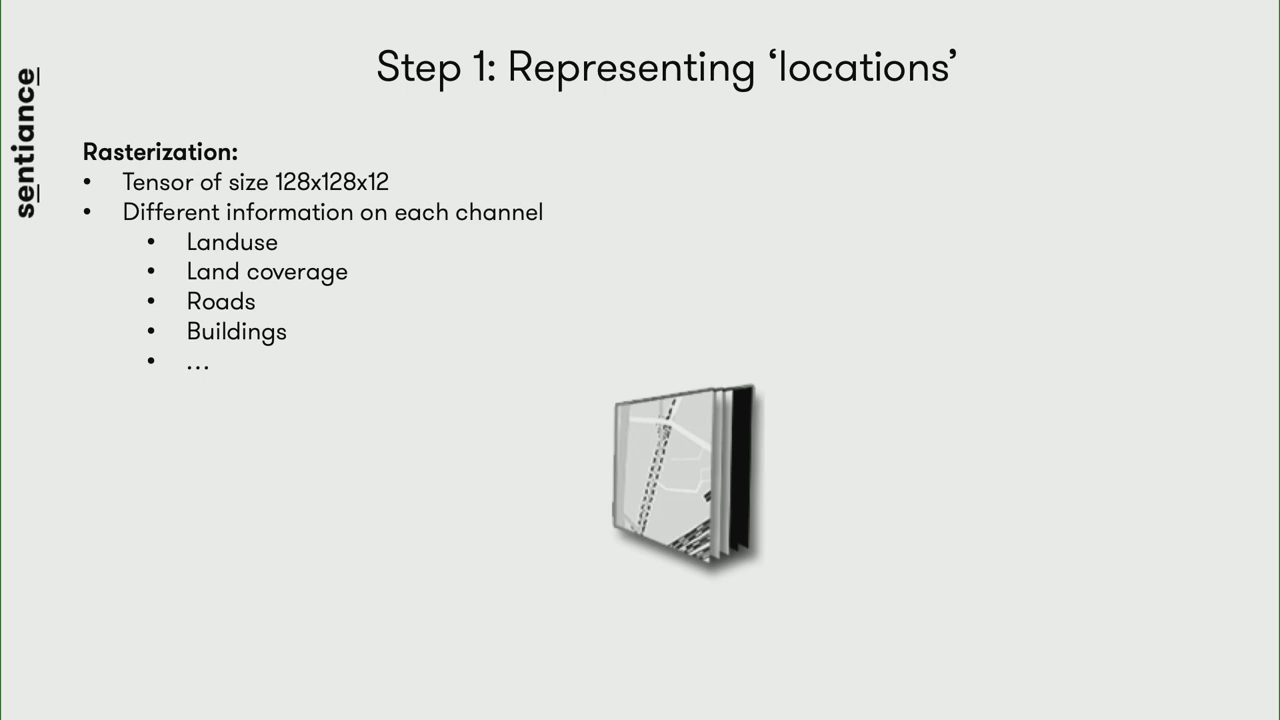 Step 1: Representing ‘locations’
sentiance
Rasterization:
• Tensor of size 128x128x12
• Different information on each channel
• Landuse
• Land coverage
• Roads
• Buildings
• ...